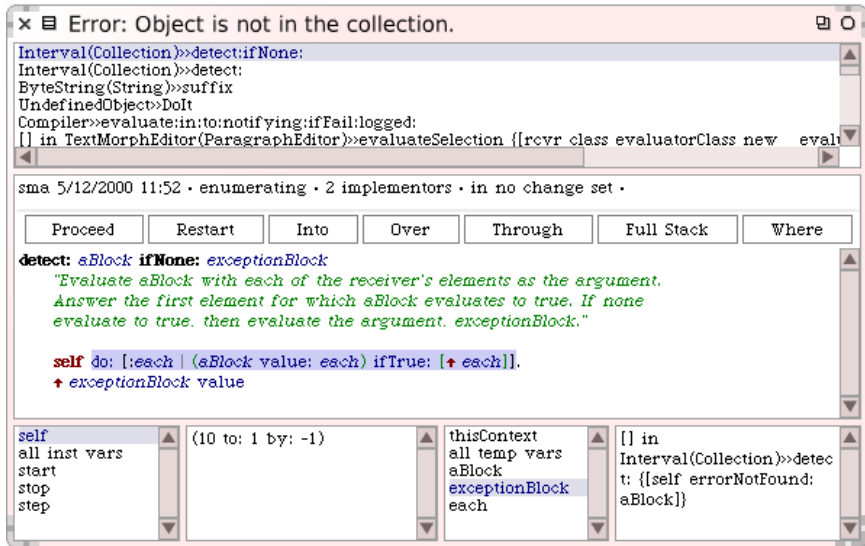 Error: Object is not in the collection.
Interval(Collection)>>detect:ifNone:
Interval(Collection)>>detect:
ByteString(String)>>suffix
UndefinedObject>>DoIt
Compiler>>evaluate:in:to:notifying:ifFail:logged:
[] in TextMorphEditor(ParagraphEditor)>>evaluateSelection {[rcvr class evaluatorClass new evalu
sma 5/12/2000 11:52 · enumerating · 2 implementors · in no change set ·
Proceed Restart Into Over Through Full Stack Where
detect: aBlock ifNone: exceptionBlock
"Evaluate aBlock with each of the receiver's elements as the argument.
Answer the first element for which aBlock evaluates to true. If none
evaluate to true, then evaluate the argument, exceptionBlock."
self do: [:each | (aBlock value: each) ifTrue: [↑ each]].
↑ exceptionBlock value
self
all inst vars
start
stop
step
(10 to: 1 by: -1)
thisContext
all temp vars
aBlock
exceptionBlock
each
[] in
Interval(Collection)>>detec
t: {[self errorNotFound:
aBlock]}